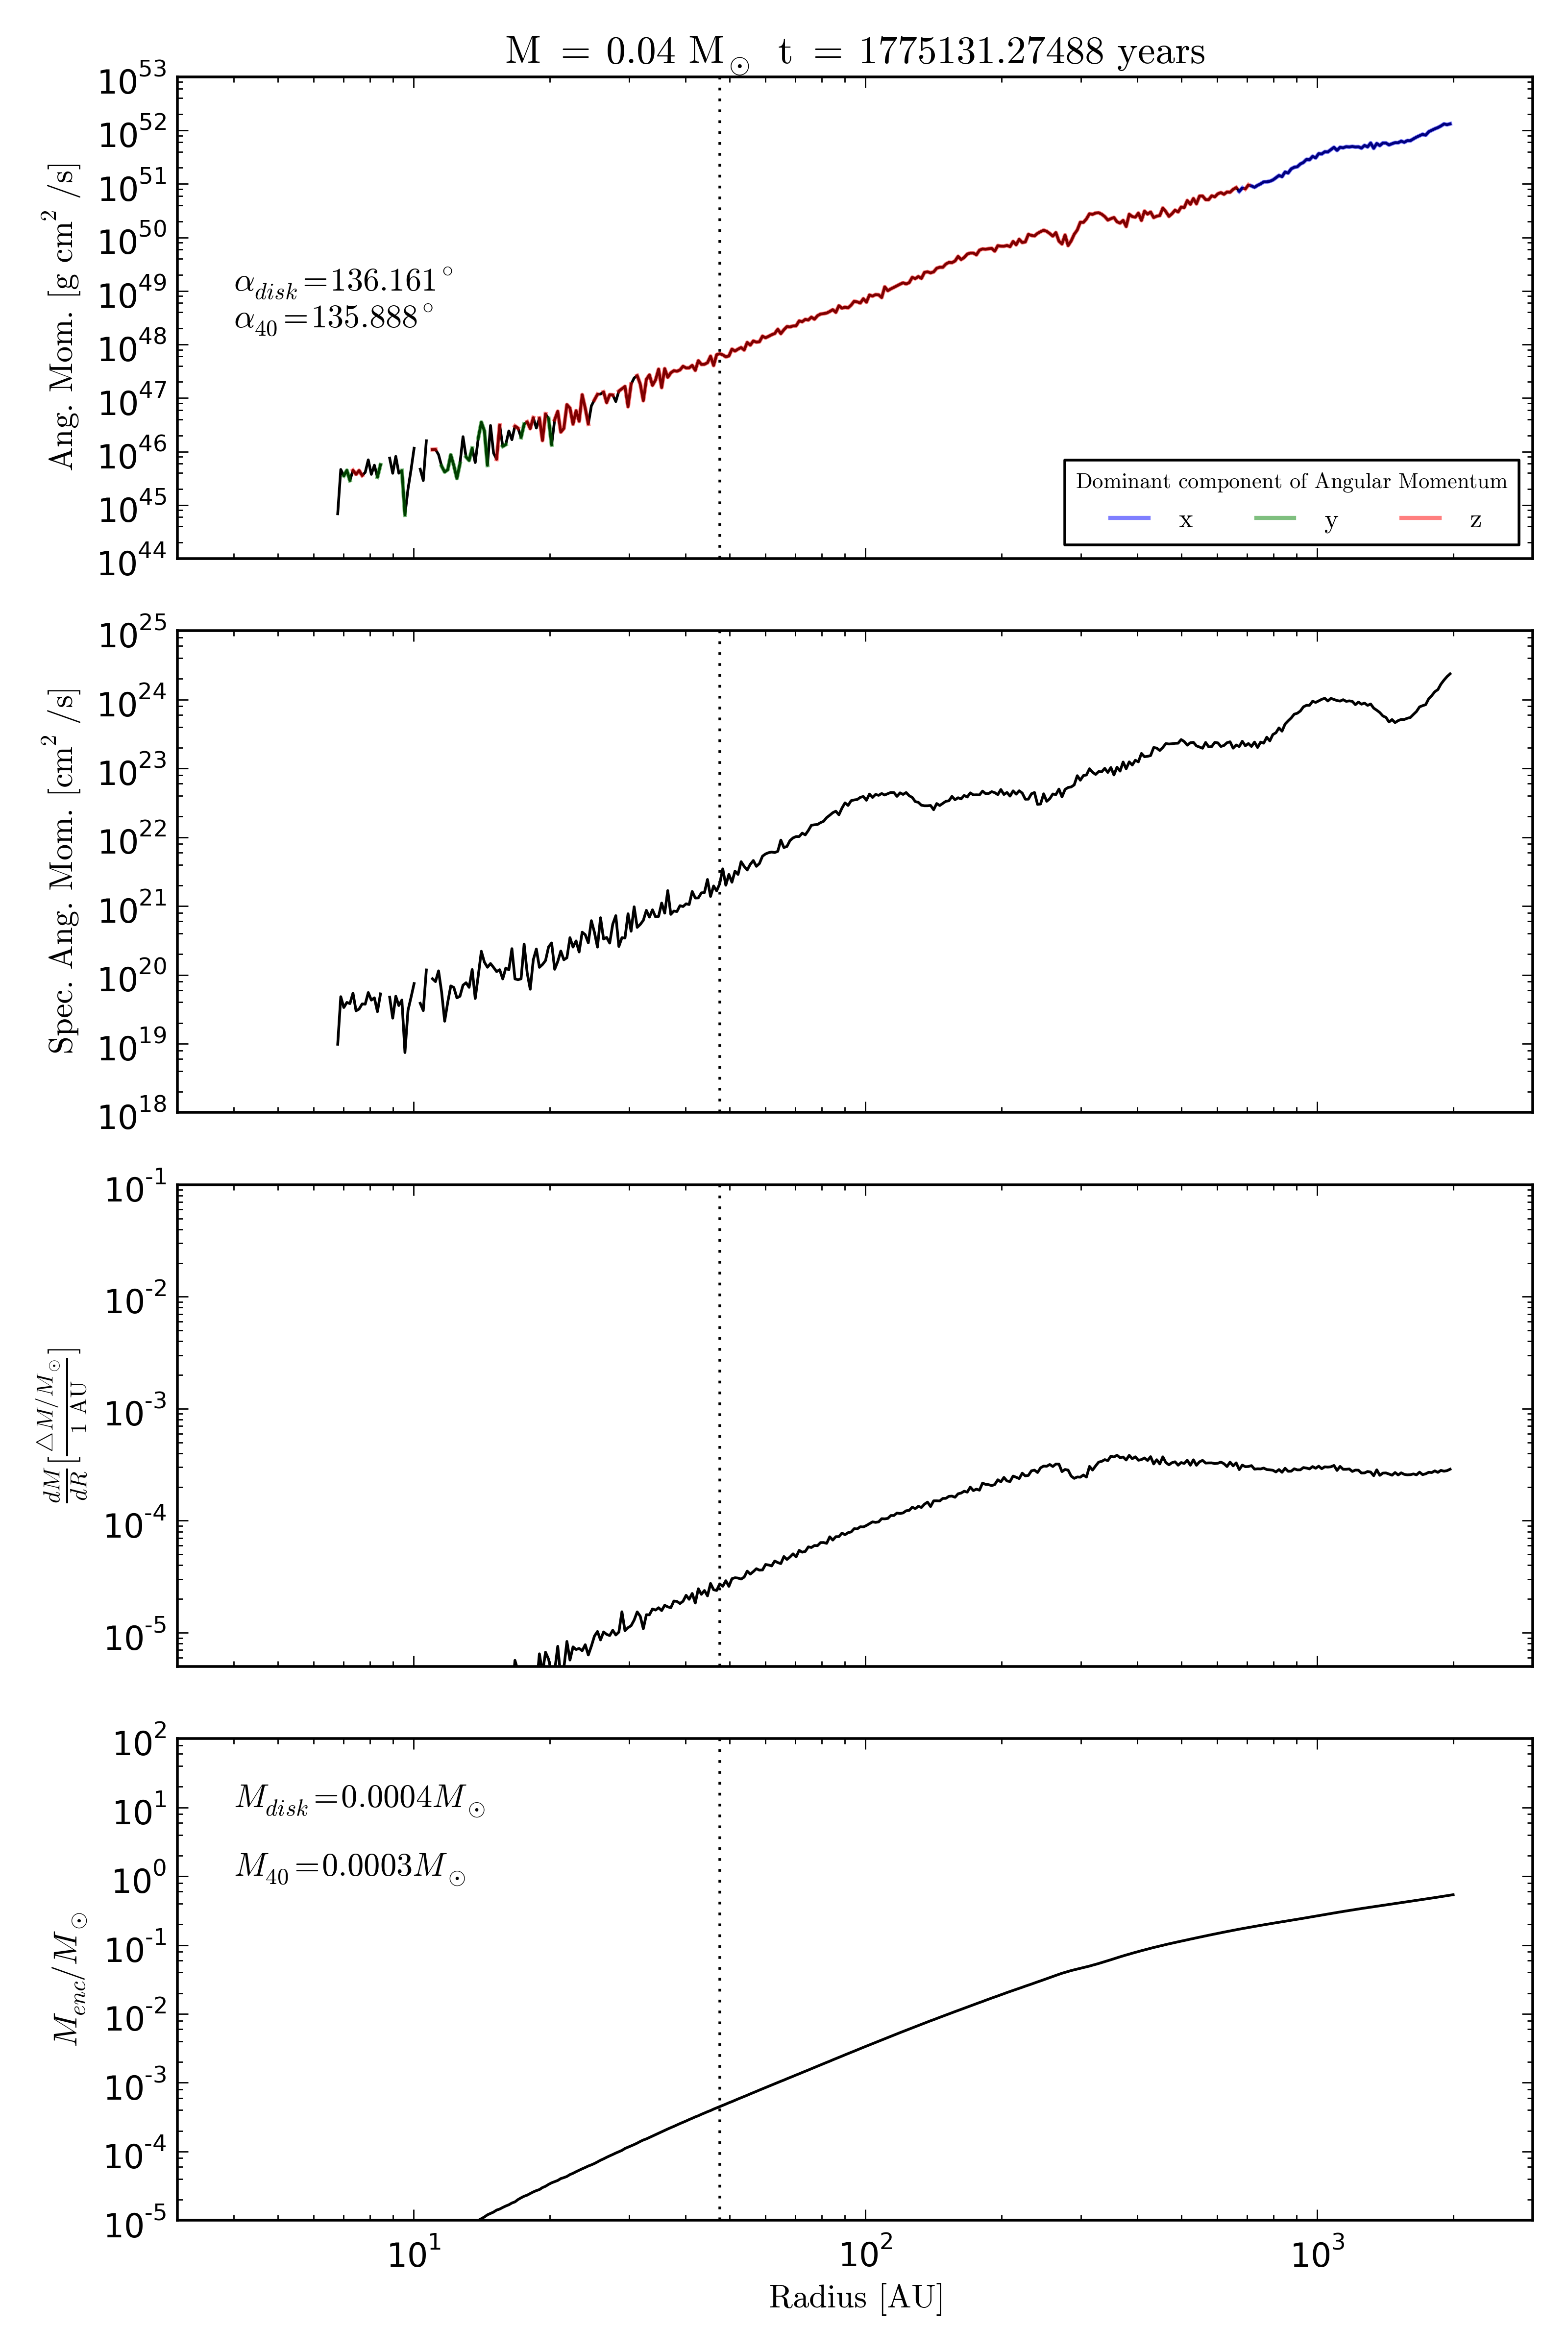 M = 0.04 M⊙ t = 1775131.27488 years
10^53
10^52
10^51
10^50
10^49
10^48
10^47
10^46
10^45
10^44
Ang. Mom. [g cm^2 /s]
α_disk=136.161°
α_40=135.888°
Dominant component of Angular Momentum
x y z
10^25
10^24
10^23
10^22
10^21
10^20
10^19
10^18
Spec. Ang. Mom. [cm^2 /s]
10^-1
10^-2
10^-3
10^-4
10^-5
dM/dR [△M/M⊙ / 1 AU]
10^2
10^1
10^0
10^-1
10^-2
10^-3
10^-4
10^-5
M_enc/M⊙
M_disk=0.0004M⊙
M_40=0.0003M⊙
10^1 10^2 10^3
Radius [AU]